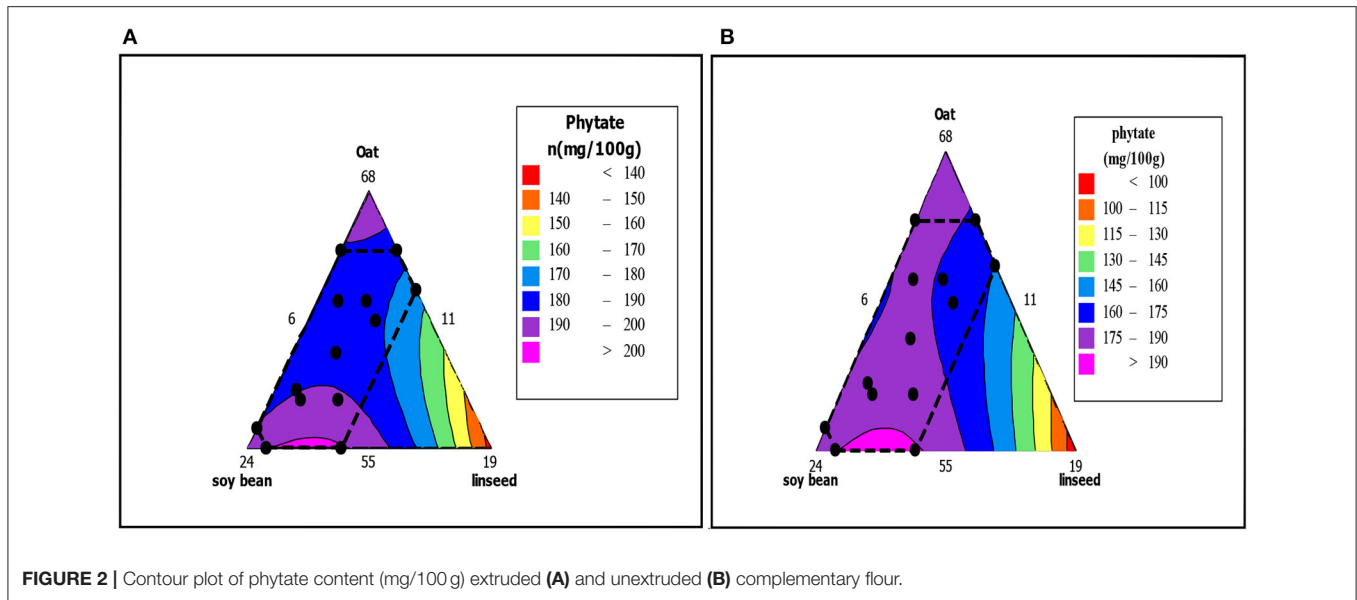 A
Oat
68
6
11
24
55
19
soy bean
linseed
Phytate
n(mg/100g)
< 140
140 – 150
150 – 160
160 – 170
170 – 180
180 – 190
190 – 200
> 200
B
Oat
68
6
11
24
55
19
soy bean
linseed
phytate
(mg/100g)
< 100
100 – 115
115 – 130
130 – 145
145 – 160
160 – 175
175 – 190
> 190
FIGURE 2 | Contour plot of phytate content (mg/100 g) extruded (A) and unextruded (B) complementary flour.